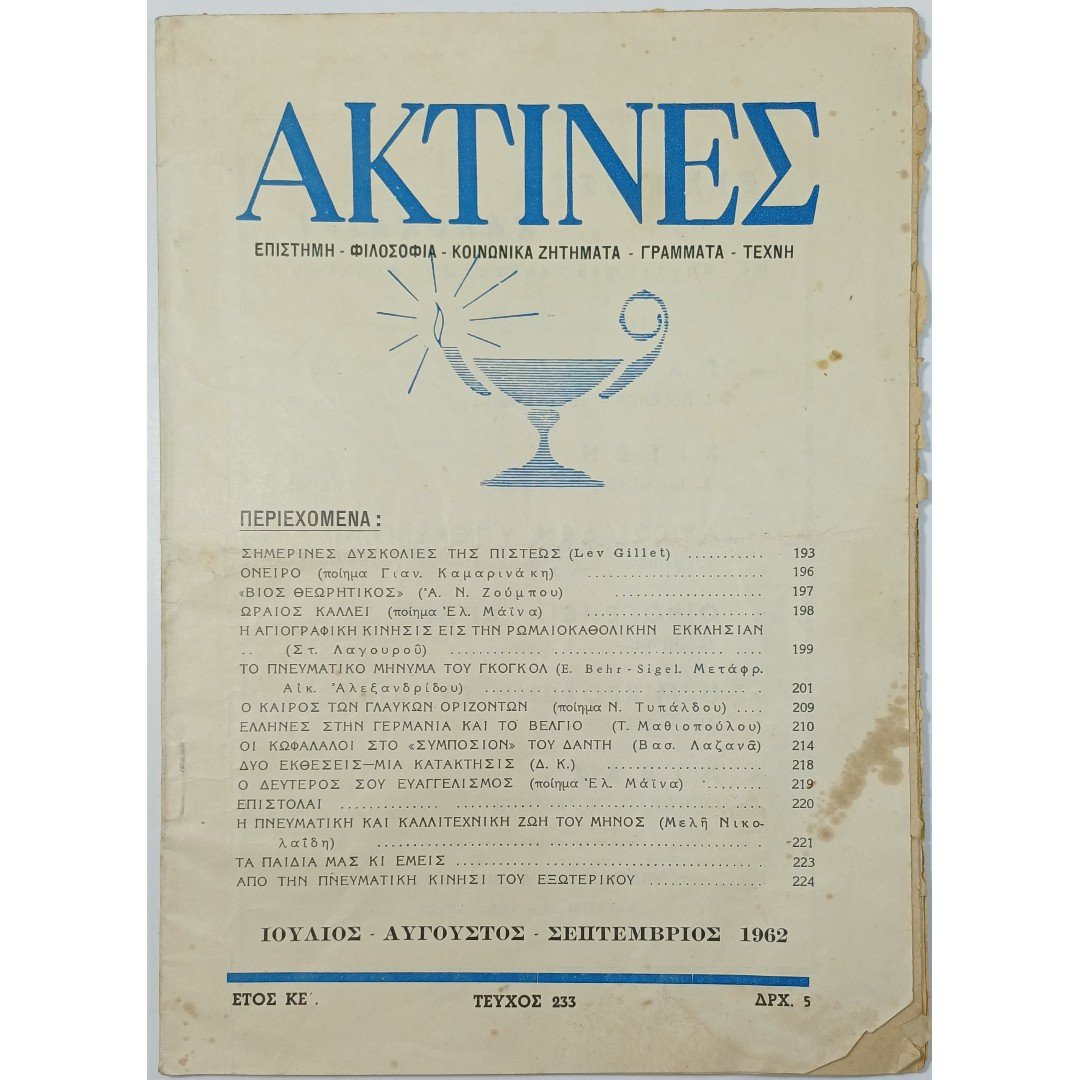 ΑΚΤΙΝΕΣ
ΕΠΙΣΤΗΜΗ - ΦΙΛΟΣΟΦΙΑ - ΚΟΙΝΩΝΙΚΑ ΖΗΤΗΜΑΤΑ - ΓΡΑΜΜΑΤΑ - ΤΕΧΝΗ
ΠΕΡΙΕΧΟΜΕΝΑ :
ΣΗΜΕΡΙΝΕΣ ΔΥΣΚΟΛΙΕΣ ΤΗΣ ΠΙΣΤΕΩΣ (Lev Gillet) ........... 193
ΟΝΕΙΡΟ (ποίημα Γιαν. Καμαρινάκη) ......................... 196
«ΒΙΟΣ ΘΕΩΡΗΤΙΚΟΣ» (Ἀ. Ν. Ζούμπου) ..................... 197
ΩΡΑΙΟΣ ΚΑΛΛΕΙ (ποίημα Ἑλ. Μάϊνα) ......................... 198
Η ΑΓΙΟΓΡΑΦΙΚΗ ΚΙΝΗΣΙΣ ΕΙΣ ΤΗΝ ΡΩΜΑΙΟΚΑΘΟΛΙΚΗΝ ΕΚΚΛΗΣΙΑΝ
.. (Στ. Λαγουροῦ) ............. ........................ ..... 199
ΤΟ ΠΝΕΥΜΑΤΙΚΟ ΜΗΝΥΜΑ ΤΟΥ ΓΚΟΓΚΟΛ (E. Behr-Sigel. Μετάφρ.
Αἰκ. Ἀλεξανδρίδου) ........ ............. ............ . 201
Ο ΚΑΙΡΟΣ ΤΩΝ ΓΛΑΥΚΩΝ ΟΡΙΖΟΝΤΩΝ (ποίημα Ν. Τυπάλδου) .... 209
ΕΛΛΗΝΕΣ ΣΤΗΝ ΓΕΡΜΑΝΙΑ ΚΑΙ ΤΟ ΒΕΛΓΙΟ (Τ. Μαθιοπούλου) 210
ΟΙ ΚΩΦΑΛΑΛΟΙ ΣΤΟ «ΣΥΜΠΟΣΙΟΝ» ΤΟΥ ΔΑΝΤΗ (Βασ. Λαζανᾶ) 214
ΔΥΟ ΕΚΘΕΣΕΙΣ—ΜΙΑ ΚΑΤΑΚΤΗΣΙΣ (Δ. Κ.) .................. 218
Ο ΔΕΥΤΕΡΟΣ ΣΟΥ ΕΥΑΓΓΕΛΙΣΜΟΣ (ποίημα Ἑλ. Μάϊνα) ........ 219
ΕΠΙΣΤΟΛΑΙ ............................................................ 220
Η ΠΝΕΥΜΑΤΙΚΗ ΚΑΙ ΚΑΛΛΙΤΕΧΝΙΚΗ ΖΩΗ ΤΟΥ ΜΗΝΟΣ (Μελῆ Νικο-
λαΐδη) ....................................................... 221
ΤΑ ΠΑΙΔΙΑ ΜΑΣ ΚΙ ΕΜΕΙΣ .......................................... 223
ΑΠΟ ΤΗΝ ΠΝΕΥΜΑΤΙΚΗ ΚΙΝΗΣΙ ΤΟΥ ΕΞΩΤΕΡΙΚΟΥ ................ 224
ΙΟΥΛΙΟΣ - ΑΥΓΟΥΣΤΟΣ - ΣΕΠΤΕΜΒΡΙΟΣ 1962
ΕΤΟΣ ΚΕ΄. ΤΕΥΧΟΣ 233 ΔΡΧ. 5